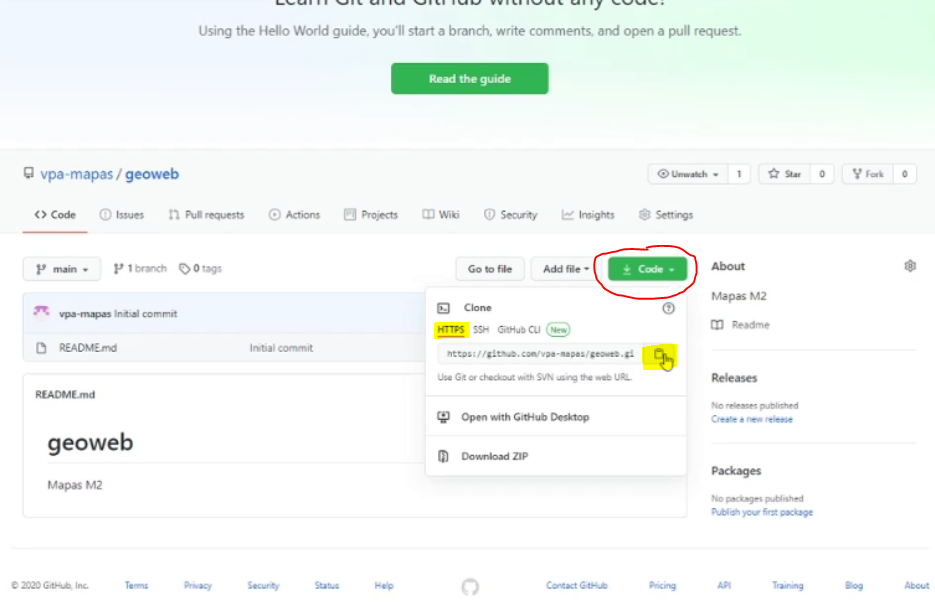 Learn Git and GitHub without any code!
Using the Hello World guide, you'll start a branch, write comments, and open a pull request.
Read the guide
vpa-mapas / geoweb
Unwatch 1 Star 0 Fork 0
Code Issues Pull requests Actions Projects Wiki Security Insights Settings
main 1 branch 0 tags Go to file Add file Code
About
Mapas M2
Readme
vpa-mapas Initial commit
README.md Initial commit
Clone
HTTPS SSH GitHub CLI New
https://github.com/vpa-mapas/geoweb.gi
Use Git or checkout with SVN using the web URL.
Open with GitHub Desktop
Download ZIP
README.md
geoweb
Mapas M2
Releases
No releases published
Create a new release
Packages
No packages published
Publish your first package
© 2020 GitHub, Inc. Terms Privacy Security Status Help Contact GitHub Pricing API Training Blog About